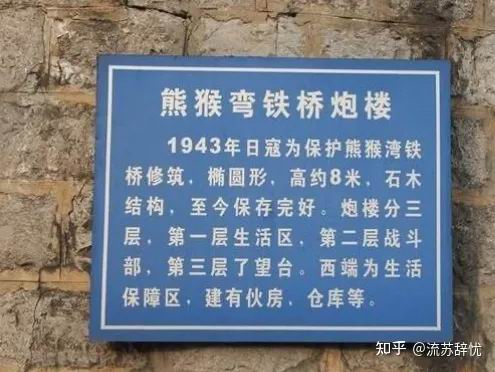 熊猴弯铁桥炮楼
1943年日寇为保护熊猴湾铁
桥修筑，椭圆形，高约8米，石木
结构，至今保存完好。炮楼分三
层，第一层生活区，第二层战斗
部，第三层了望台。西端为生活
保障区，建有伙房，仓库等。
知乎 @流苏辞忧